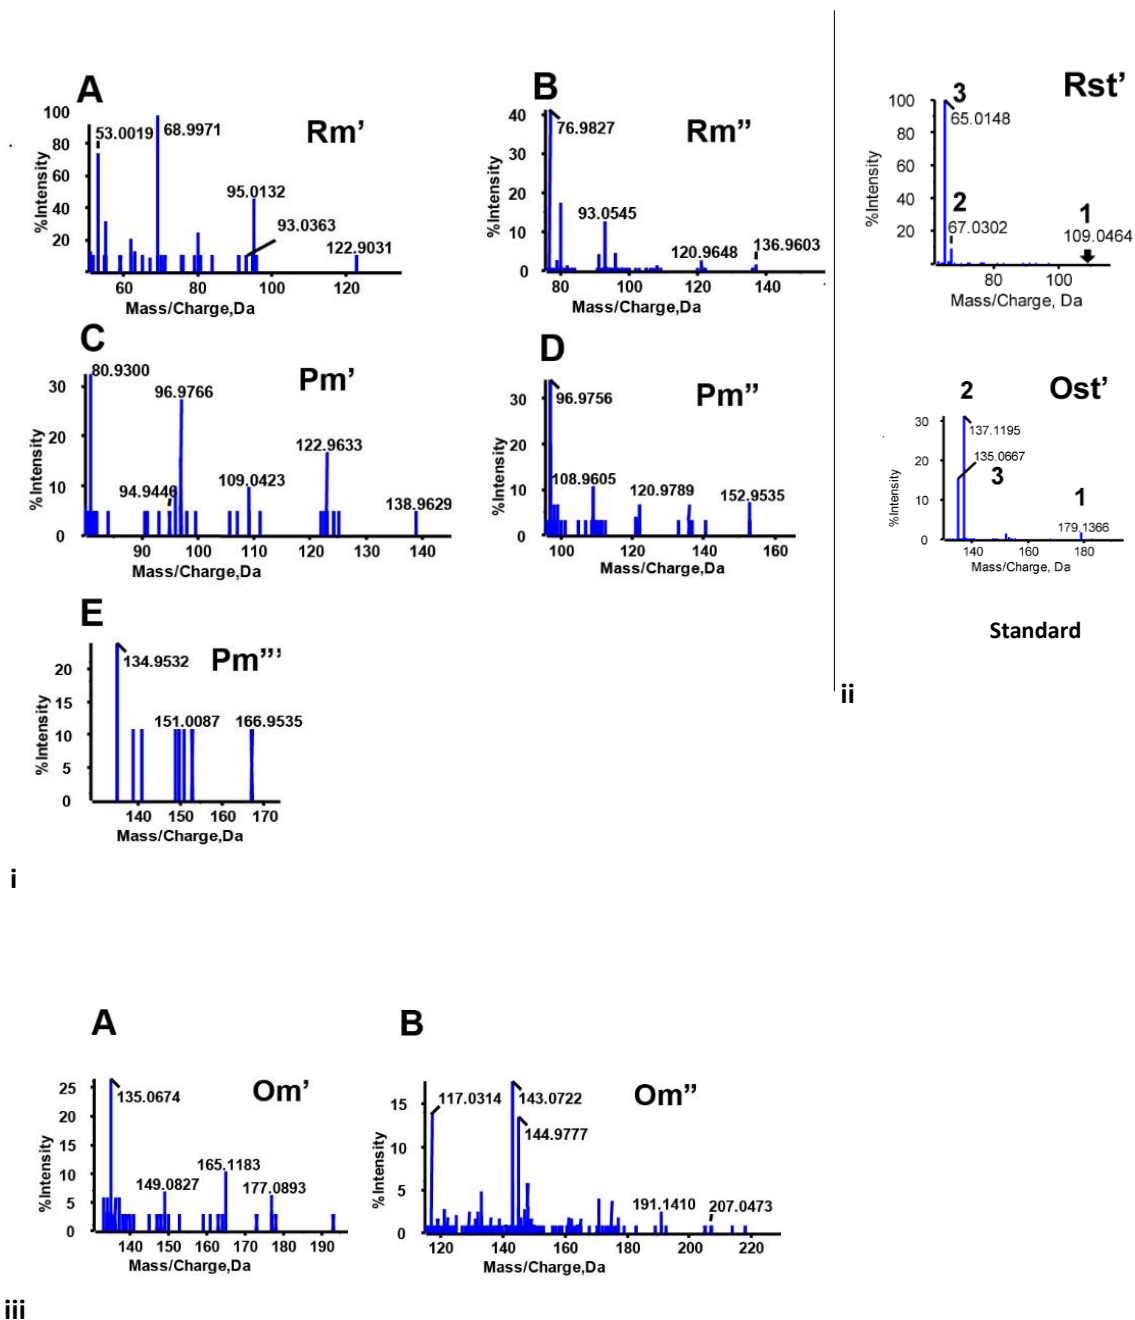 A
Rm’
%Intensity
100
80
60
40
20
53.0019
68.9971
95.0132
93.0363
122.9031
60 80 100 120
Mass/Charge,Da
B
Rm”
%Intensity
40
30
20
10
0
76.9827
93.0545
120.9648
136.9603
80 100 120 140
Mass/Charge,Da
Rst’
%Intensity
100
80
60
40
20
3
65.0148
2
67.0302
1
109.0464
80 100
Mass/Charge, Da
C
Pm’
%Intensity
30
20
10
0
80.9300
96.9766
94.9446
109.0423
122.9633
138.9629
90 100 110 120 130 140
Mass/Charge,Da
D
Pm”
%Intensity
30
20
10
0
96.9756
108.9605
120.9789
152.9535
100 120 140 160
Mass/Charge,Da
Ost’
%Intensity
30
20
10
0
2
137.1195
135.0667
3
1
179.1366
140 160 180
Mass/Charge, Da
Standard
E
Pm”’
%Intensity
20
15
10
5
0
134.9532
151.0087
166.9535
140 150 160 170
Mass/Charge,Da
ii
i
A
Om’
%Intensity
25
20
15
10
5
0
135.0674
149.0827
165.1183
177.0893
140 150 160 170 180 190
Mass/Charge,Da
B
Om”
%Intensity
15
10
5
0
117.0314
143.0722
144.9777
191.1410
207.0473
120 140 160 180 200 220
Mass/Charge,Da
iii